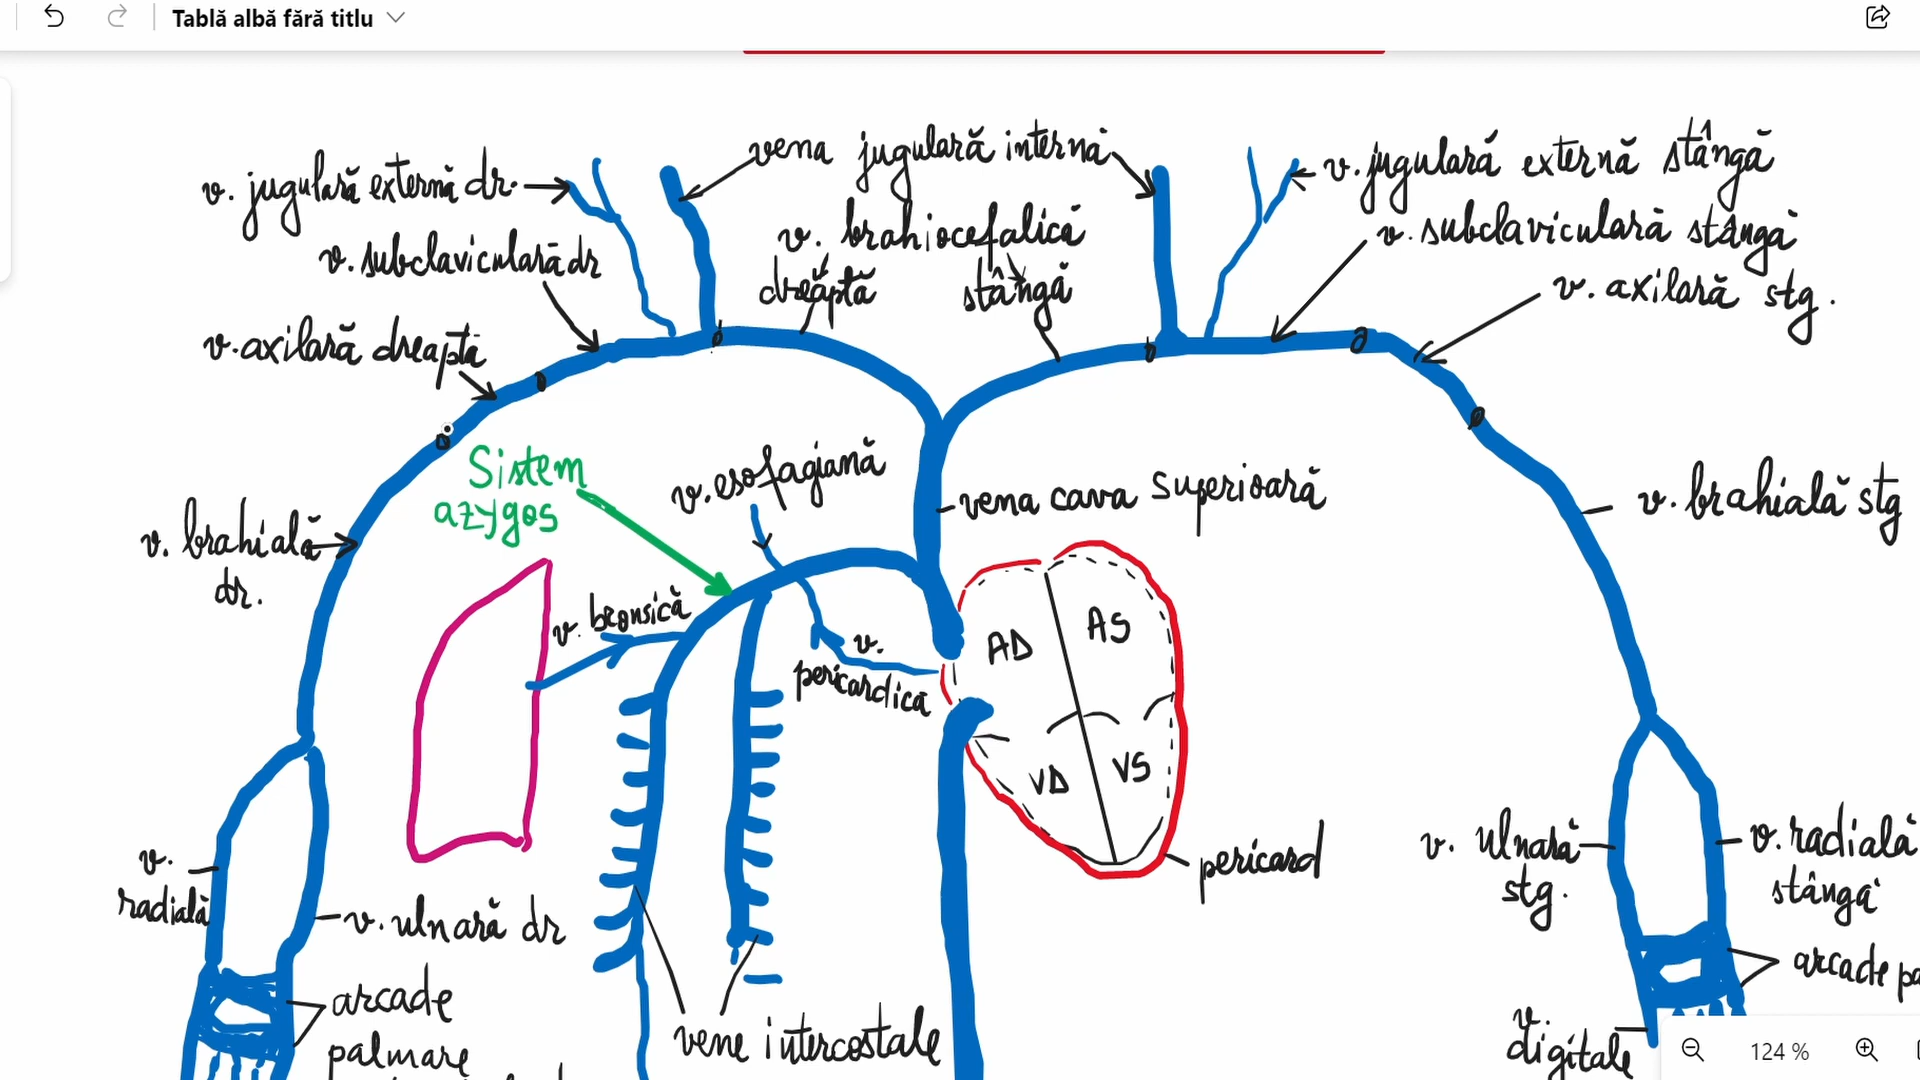 Tablă albă fără titlu
vena jugulară internă
v. jugulară externă dr.
v. jugulară externă stângă
v. subclaviculară dr
v. brahiocefalică
dreaptă
stângă
v. subclaviculară stângă
v. axilară stg.
v. axilară dreaptă
Sistem
azygos
v. esofagiană
vena cava superioară
v. brahială stg
v. brahială
dr.
v. bronsică
v.
pericardică
AD
AS
VD
VS
pericard
v.
radială
v. ulnară dr
v. ulnară
stg.
v. radială
stângă
arcade
palmare
arcade pa
vene intercostale
v.
digitale
124 %